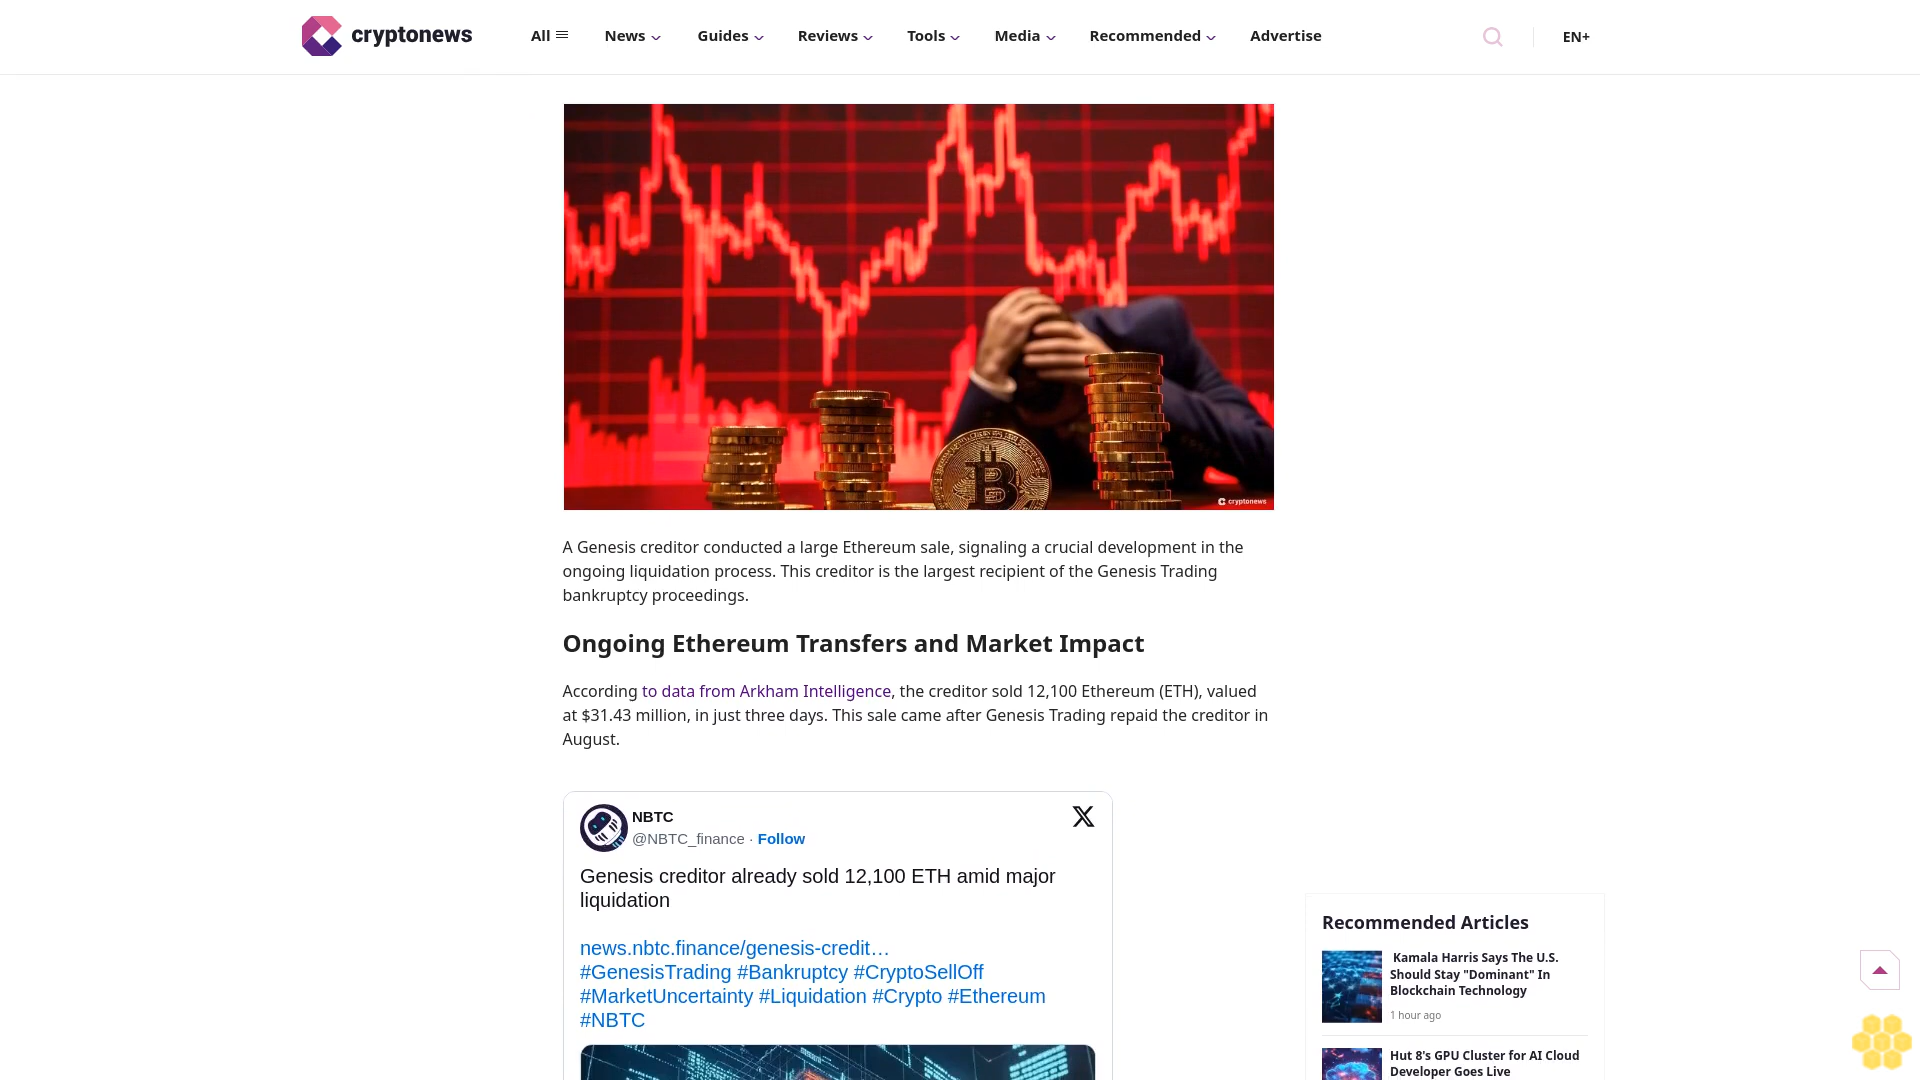 cryptonews
All
News
Guides
Reviews
Tools
Media
Recommended
Advertise
EN+
cryptonews
A Genesis creditor conducted a large Ethereum sale, signaling a crucial development in the
ongoing liquidation process. This creditor is the largest recipient of the Genesis Trading
bankruptcy proceedings.
Ongoing Ethereum Transfers and Market Impact
According to data from Arkham Intelligence, the creditor sold 12,100 Ethereum (ETH), valued
at $31.43 million, in just three days. This sale came after Genesis Trading repaid the creditor in
August.
NBTC
@NBTC_finance · Follow
Genesis creditor already sold 12,100 ETH amid major
liquidation
news.nbtc.finance/genesis-credit…
#GenesisTrading #Bankruptcy #CryptoSellOff
#MarketUncertainty #Liquidation #Crypto #Ethereum
#NBTC
Recommended Articles
Kamala Harris Says The U.S.
Should Stay "Dominant" In
Blockchain Technology
1 hour ago
Hut 8's GPU Cluster for AI Cloud
Developer Goes Live